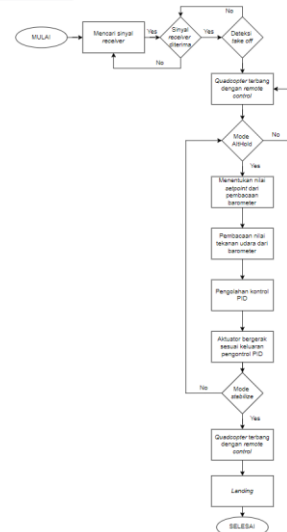 MULAI
Mencari sinyal
receiver
Yes
Sinyal
receiver
diterima
Yes
No
Deteksi
take off
No
Quadcopter terbang
dengan remote
control
Mode
AltHold
No
Yes
Menentukan nilai
setpoint dari
pembacaan
barometer
Pembacaan nilai
tekanan udara dari
barometer
Pengolahan kontrol
PID
Aktuator bergerak
sesuai keluaran
pengontrol PID
Mode
stabilize
No
Yes
Quadcopter terbang
dengan remote
control
Landing
SELESAI